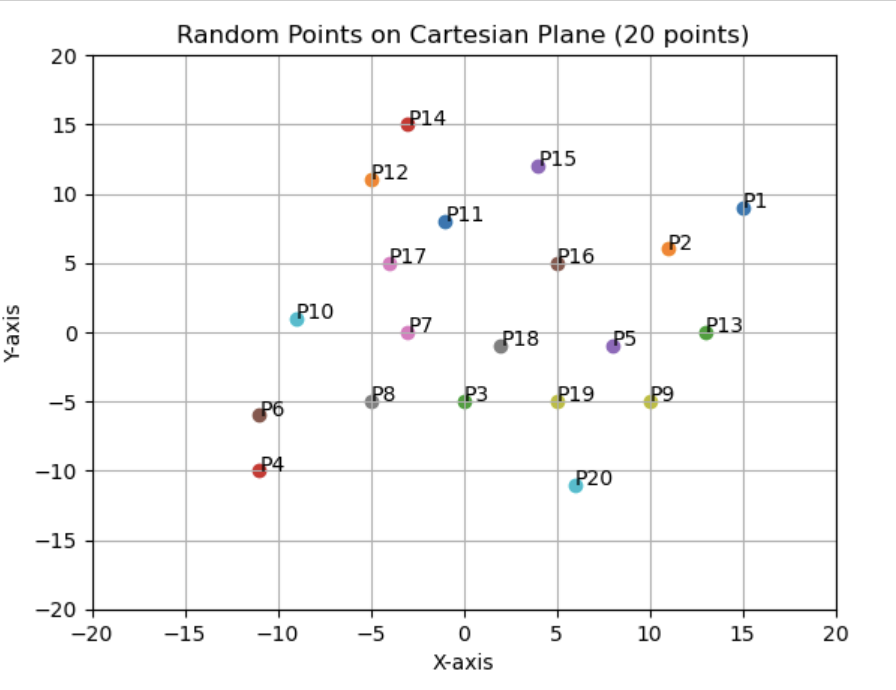 Random Points on Cartesian Plane (20 points)
20
15
10
5
0
−5
−10
−15
−20
Y-axis
P14
P15
P12
P1
P11
P2
P17
P16
P10
P7
P18
P5
P13
P8
P3
P19
P9
P6
P4
P20
−20 −15 −10 −5 0 5 10 15 20
X-axis